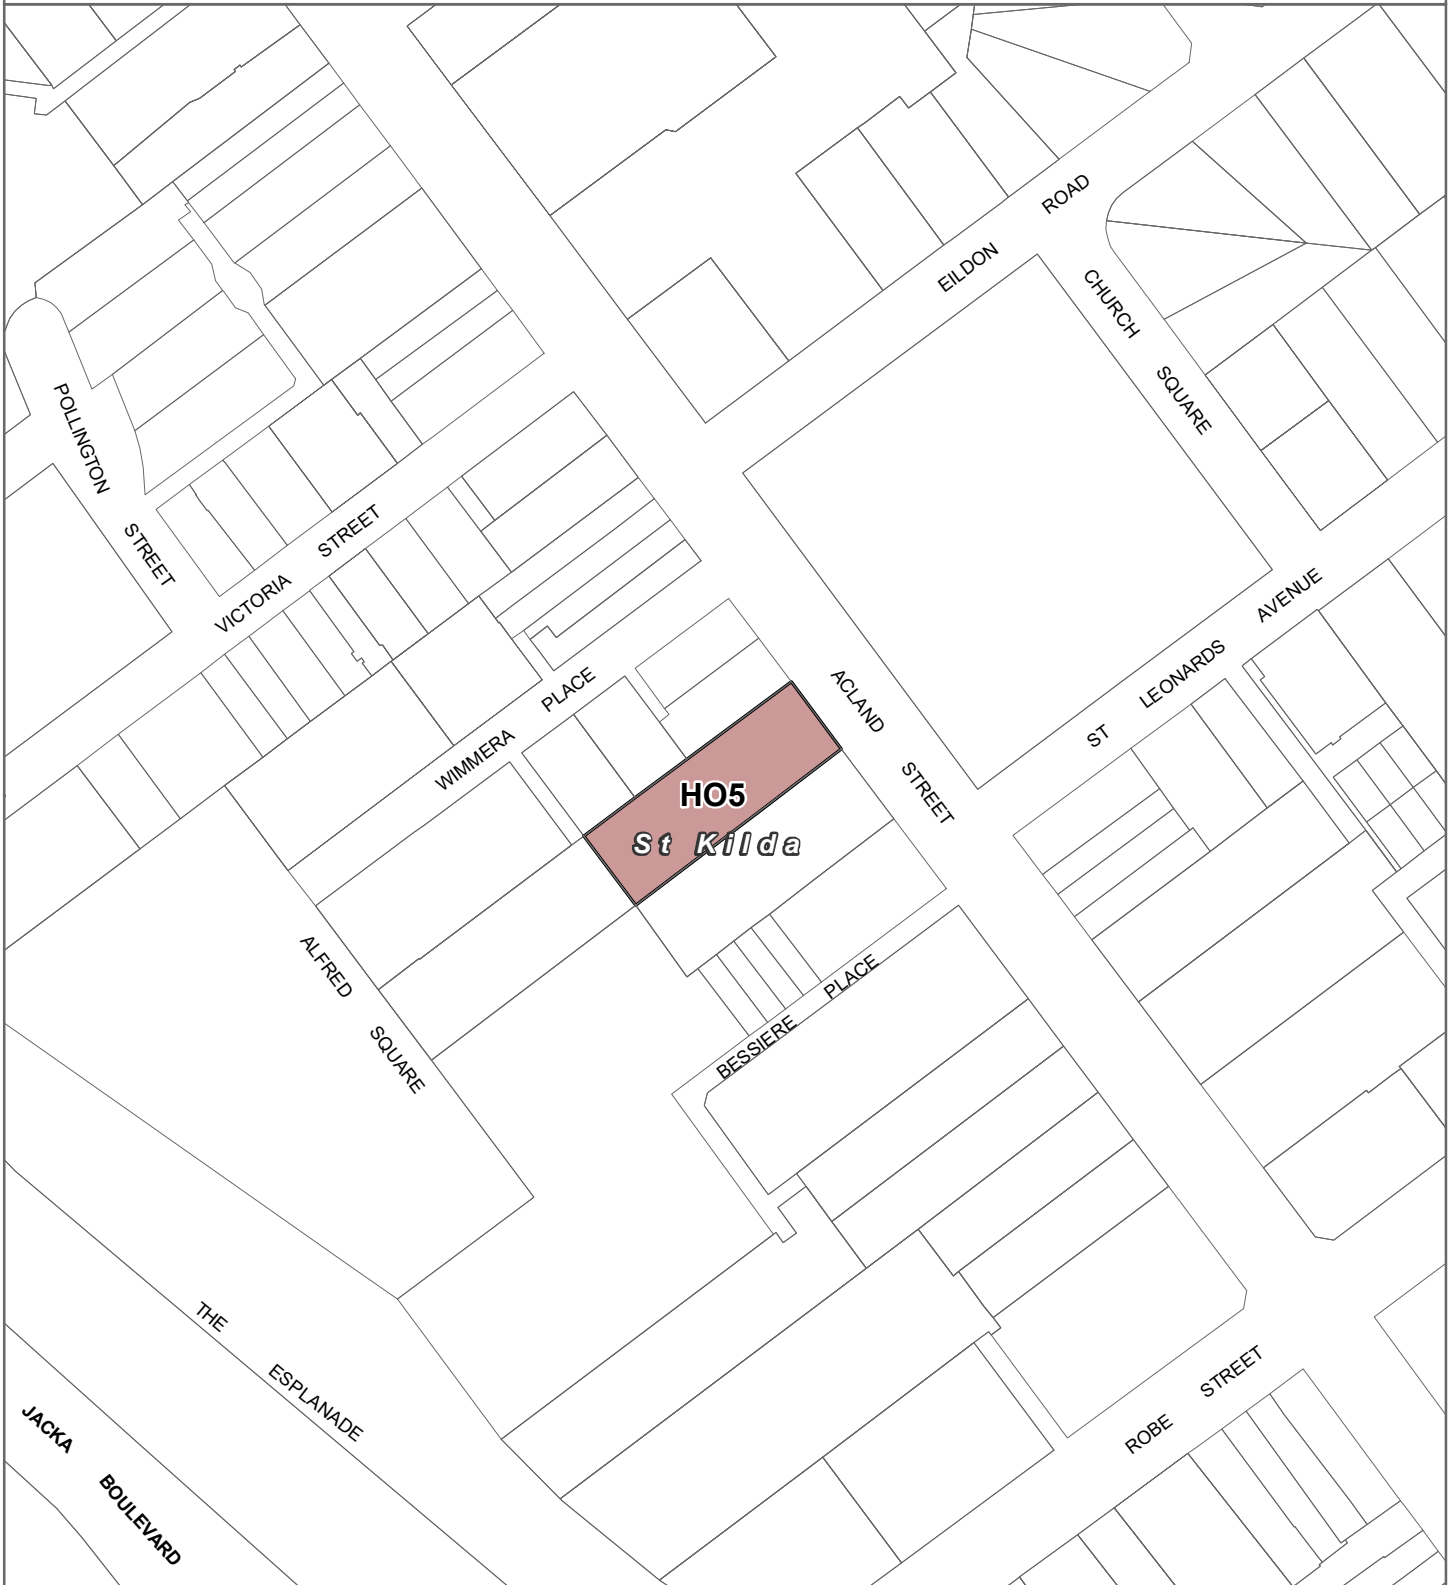 EILDON ROAD
CHURCH SQUARE
POLLINGTON STREET
VICTORIA STREET
ST LEONARDS AVENUE
WIMMERA PLACE
ACLAND STREET
HO5
St Kilda
ALFRED SQUARE
BESSIERE PLACE
THE ESPLANADE
ROBE STREET
JACKA BOULEVARD